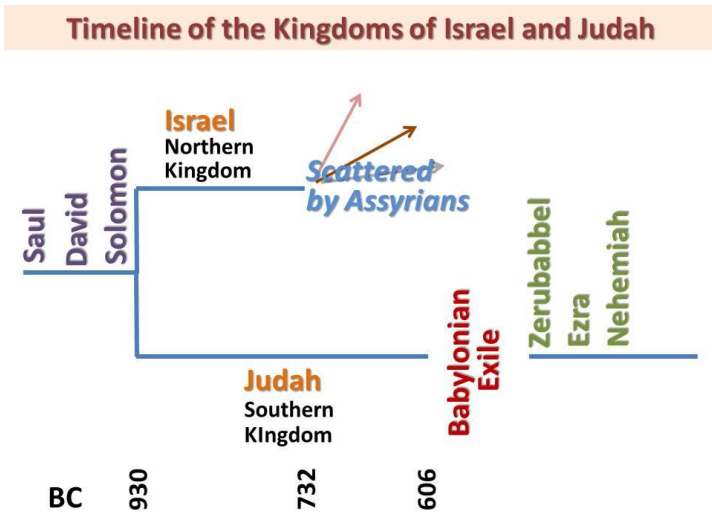 Timeline of the Kingdoms of Israel and Judah
Israel
Northern
Kingdom
Scattered
by Assyrians
Saul
David
Solomon
Zerubabbel
Ezra
Nehemiah
Babylonian
Exile
Judah
Southern
KIngdom
BC
930
732
606